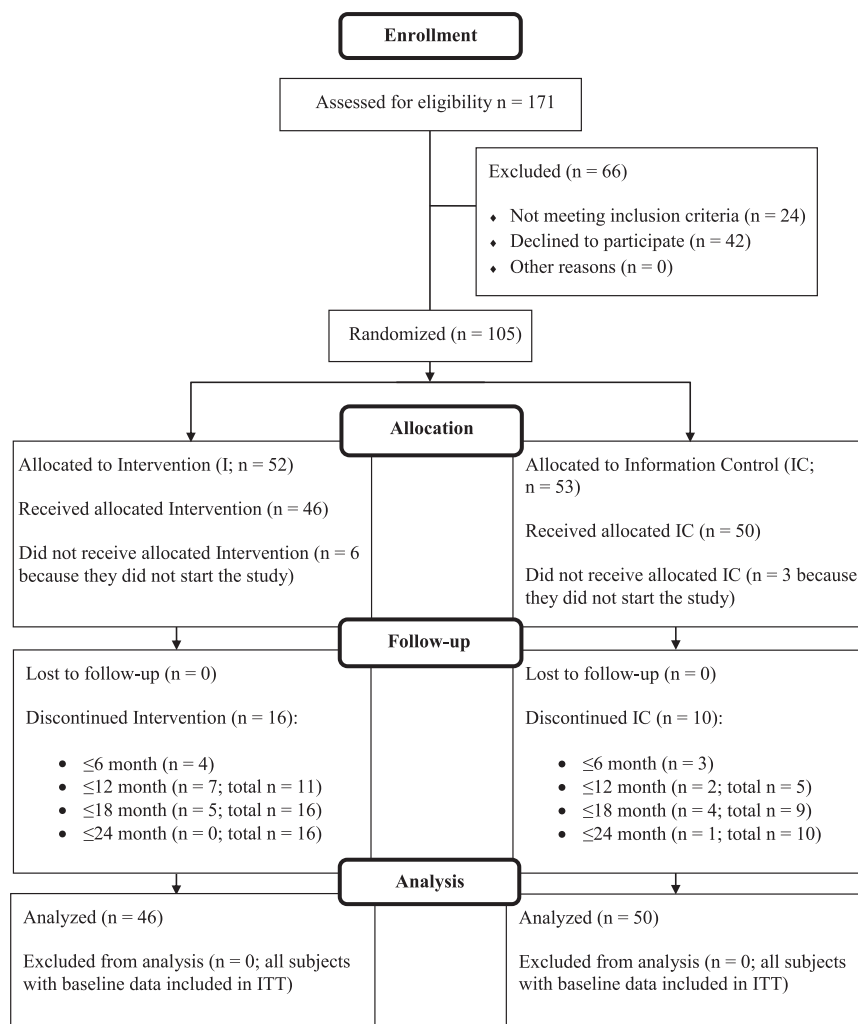 Enrollment
Assessed for eligibility n = 171
Excluded (n = 66)
♦ Not meeting inclusion criteria (n = 24)
♦ Declined to participate (n = 42)
♦ Other reasons (n = 0)
Randomized (n = 105)
Allocation
Allocated to Intervention (I; n = 52)
Received allocated Intervention (n = 46)
Did not receive allocated Intervention (n = 6
because they did not start the study)
Allocated to Information Control (IC;
n = 53)
Received allocated IC (n = 50)
Did not receive allocated IC (n = 3 because
they did not start the study)
Follow-up
Lost to follow-up (n = 0)
Discontinued Intervention (n = 16):
• ≤6 month (n = 4)
• ≤12 month (n = 7; total n = 11)
• ≤18 month (n = 5; total n = 16)
• ≤24 month (n = 0; total n = 16)
Lost to follow-up (n = 0)
Discontinued IC (n = 10):
• ≤6 month (n = 3)
• ≤12 month (n = 2; total n = 5)
• ≤18 month (n = 4; total n = 9)
• ≤24 month (n = 1; total n = 10)
Analysis
Analyzed (n = 46)
Excluded from analysis (n = 0; all subjects
with baseline data included in ITT)
Analyzed (n = 50)
Excluded from analysis (n = 0; all subjects
with baseline data included in ITT)